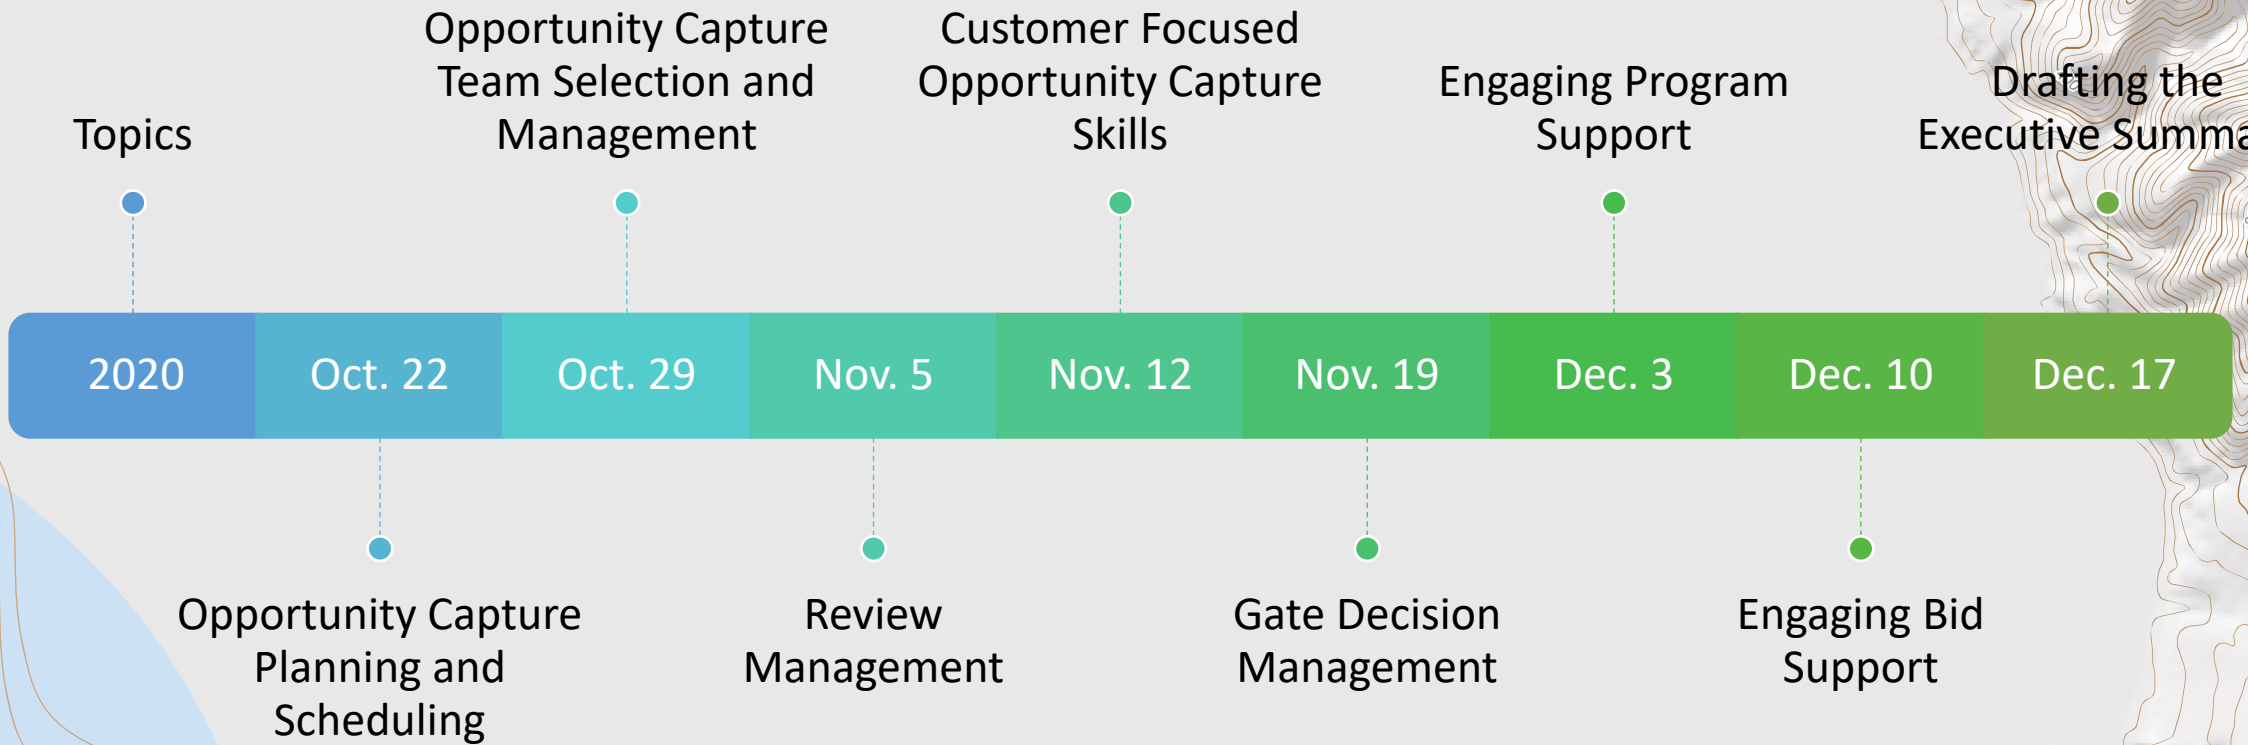 Topics
Opportunity Capture
Team Selection and
Management
Customer Focused
Opportunity Capture
Skills
Engaging Program
Support
Drafting the
Executive Summa
2020
Oct. 22
Oct. 29
Nov. 5
Nov. 12
Nov. 19
Dec. 3
Dec. 10
Dec. 17
Opportunity Capture
Planning and
Scheduling
Review
Management
Gate Decision
Management
Engaging Bid
Support